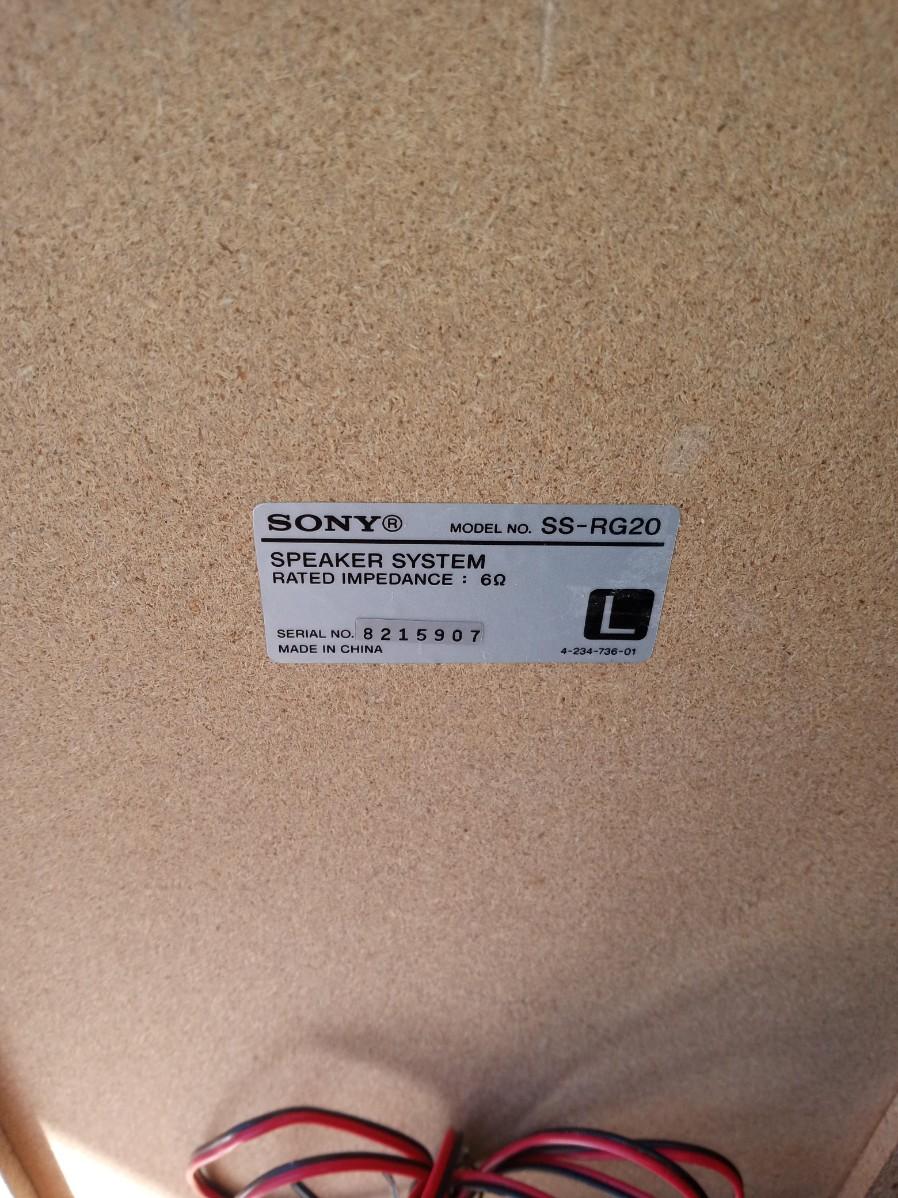 SONY® MODEL NO. SS-RG20
SPEAKER SYSTEM
RATED IMPEDANCE : 6Ω
L
SERIAL NO. 8215907
MADE IN CHINA 4-234-736-01